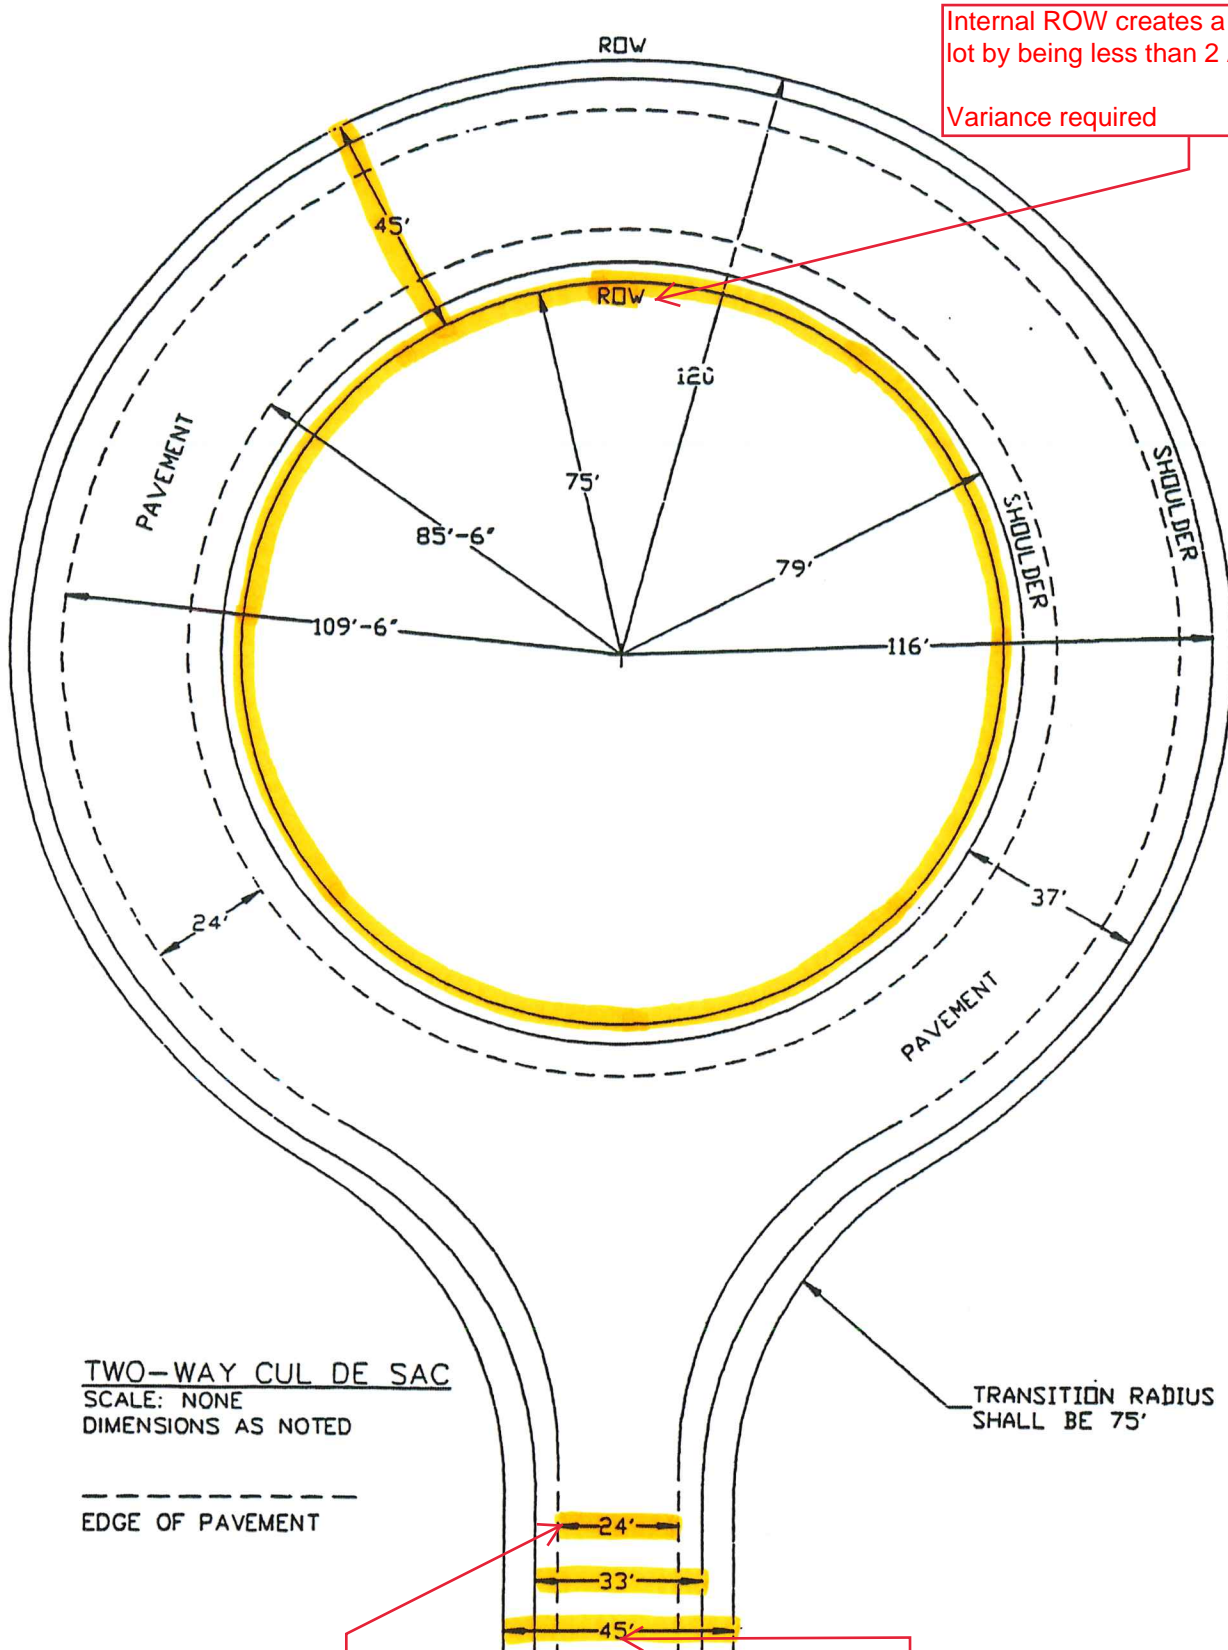 Internal ROW creates a
lot by being less than 2
Variance required
ROW
45'
ROW
120
75'
PAVEMENT
SHOULDER
SHOULDER
85'-6"
79'
109'-6"
116'
24'
37'
PAVEMENT
TWO-WAY CUL DE SAC
SCALE: NONE
DIMENSIONS AS NOTED
EDGE OF PAVEMENT
TRANSITION RADIUS
SHALL BE 75'
24'
33'
45'